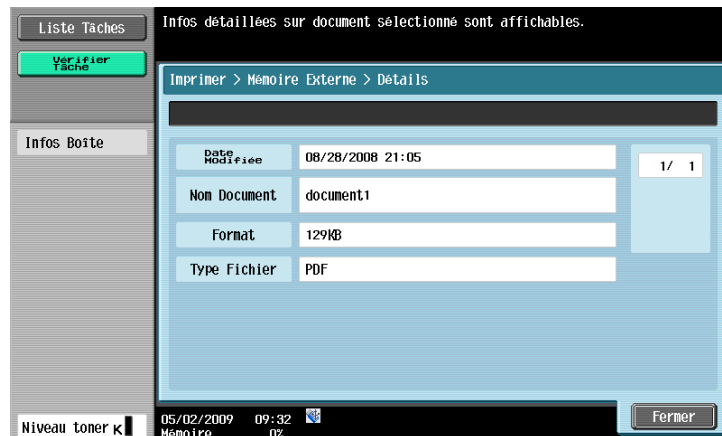 Liste Tâches
Infos détaillées sur document sélectionné sont affichables.
Vérifier
Tâche
Imprimer > Mémoire Externe > Détails
Infos Boîte
Date
Modifiée
08/28/2008 21:05
1/ 1
Nom Document
document1
Format
129KB
Type Fichier
PDF
Niveau toner K
05/02/2009 09:32
Mémoire 0%
Fermer